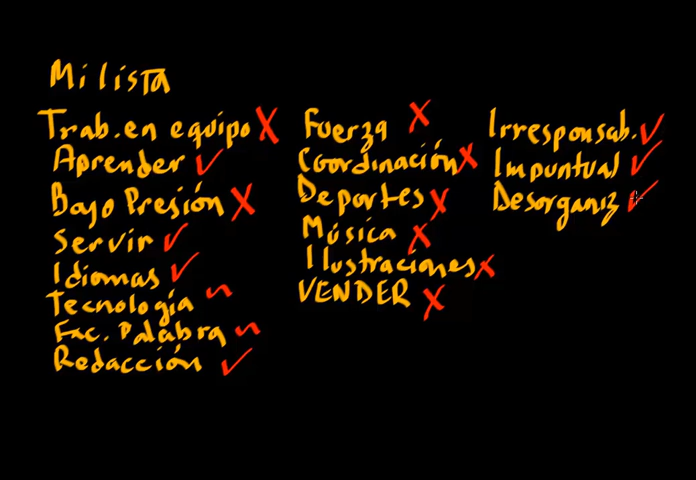 Mi lista
Trab. en equipo
Aprender
Bajo Presión
Servir
Idiomas
Tecnología
Fac. Palabra
Redacción
Fuerza
Coordinación
Deportes
Música
Ilustraciones
VENDER
Irresponsab.
Impuntual
Desorganiz